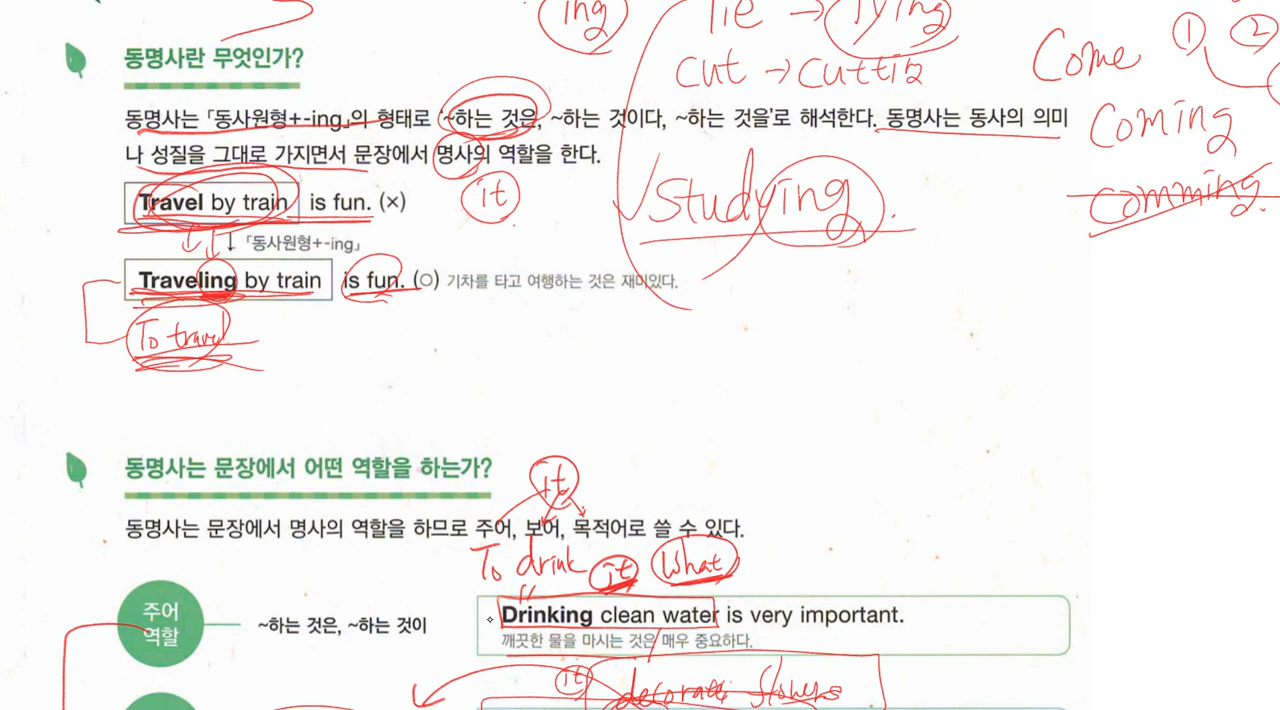 ing
lie → lying
cut → cutting
Come ① ②
Coming
comming
동명사란 무엇인가?
동명사는 「동사원형+-ing」의 형태로 '~하는 것은, ~하는 것이다, ~하는 것을'로 해석한다. 동명사는 동사의 의미
나 성질을 그대로 가지면서 문장에서 명사의 역할을 한다.
it
studying
Travel by train is fun. (×)
↓ 「동사원형+-ing」
Traveling by train is fun. (○) 기차를 타고 여행하는 것은 재미있다.
To travel
동명사는 문장에서 어떤 역할을 하는가?
it
동명사는 문장에서 명사의 역할을 하므로 주어, 보어, 목적어로 쓸 수 있다.
To drink it What
주어
역할
~하는 것은, ~하는 것이
Drinking clean water is very important.
깨끗한 물을 마시는 것은 매우 중요하다.
it